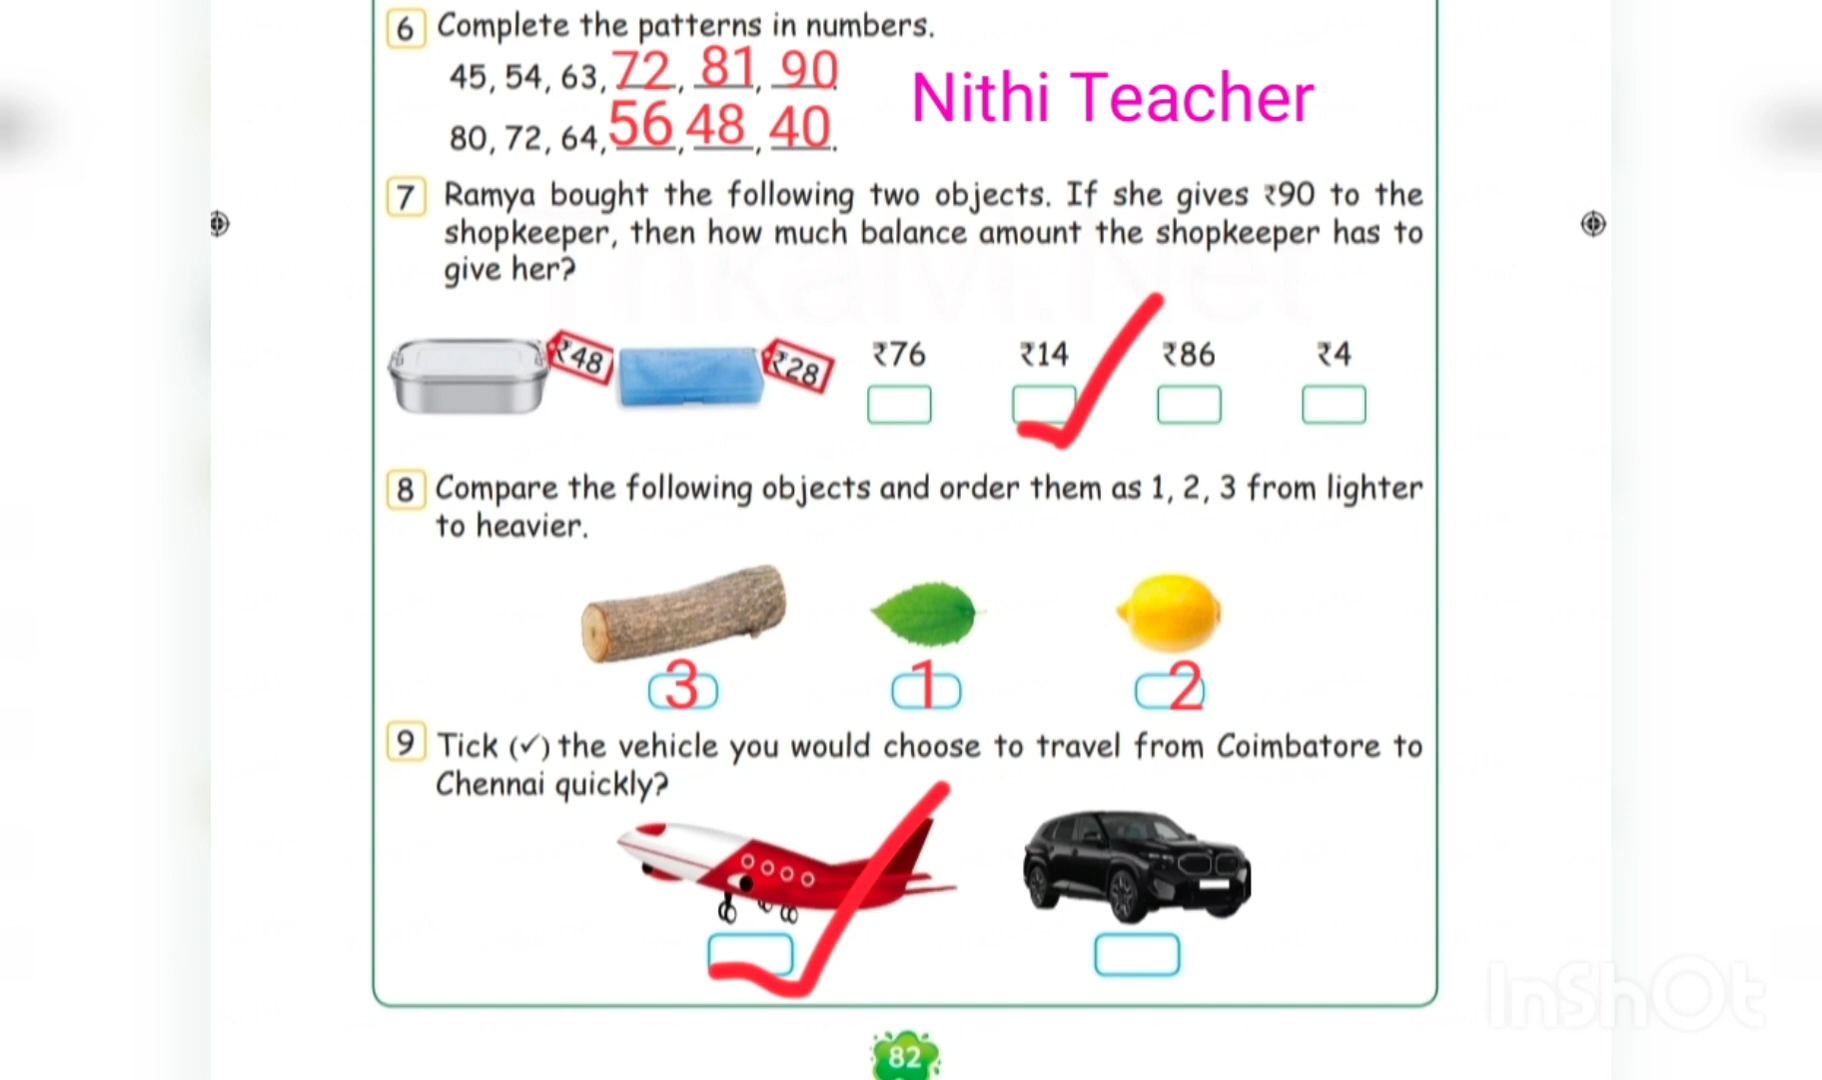 6 Complete the patterns in numbers.
45, 54, 63, 72, 81, 90.
Nithi Teacher
80, 72, 64, 56, 48, 40.
7 Ramya bought the following two objects. If she gives ₹90 to the
shopkeeper, then how much balance amount the shopkeeper has to
give her?
₹48 ₹28 ₹76 ₹14 ₹86 ₹4
8 Compare the following objects and order them as 1, 2, 3 from lighter
to heavier.
3 1 2
9 Tick (✓) the vehicle you would choose to travel from Coimbatore to
Chennai quickly?
InShOt
82